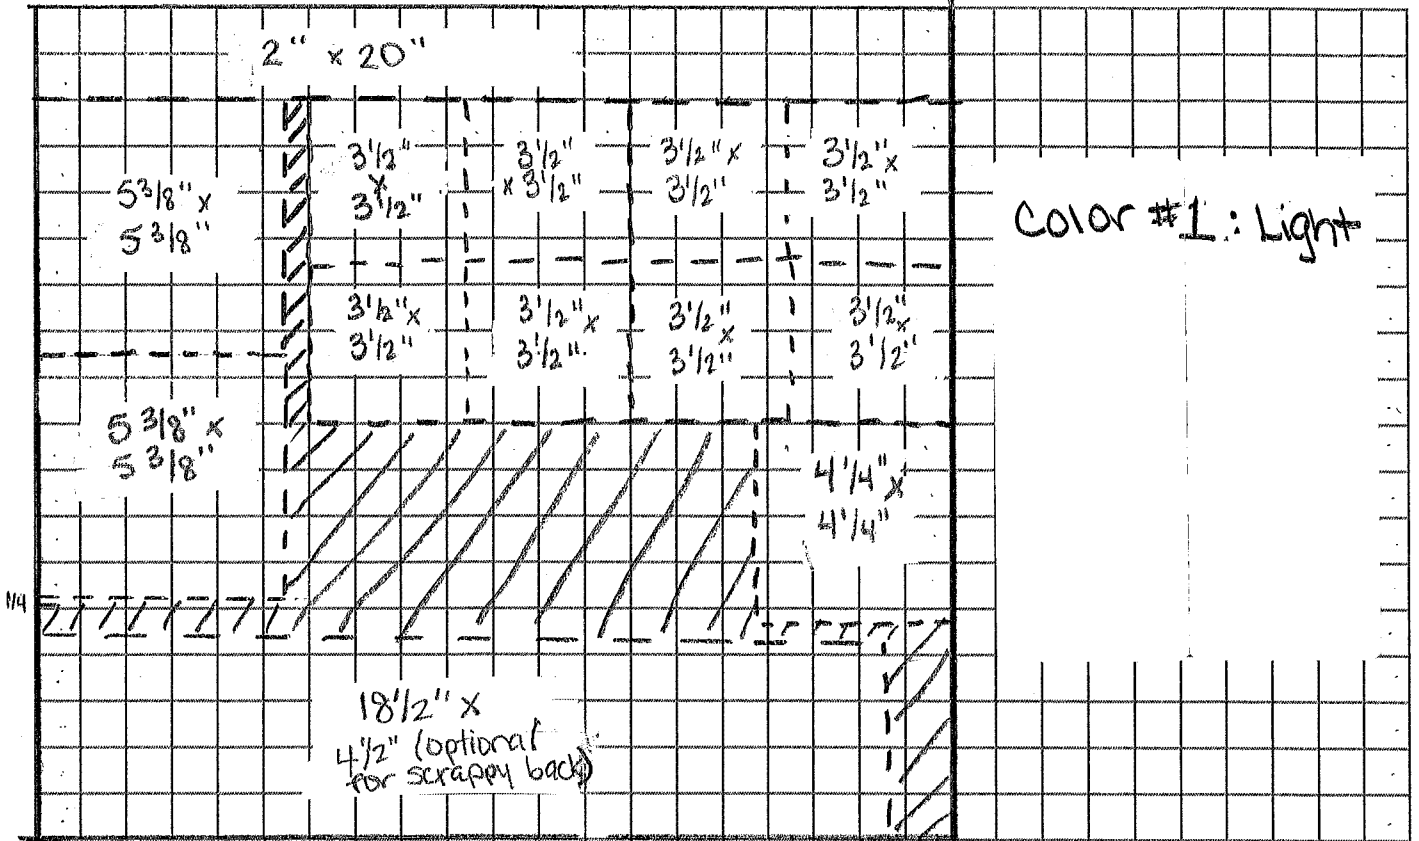 2" x 20"
5 3/8" x
5 3/8"
3 1/2"
x
3 1/2"
3 1/2"
x 3 1/2"
3 1/2" x
3 1/2"
3 1/2" x
3 1/2"
Color #1: Light
3 1/2" x
3 1/2"
3 1/2" x
3 1/2"
3 1/2"
x
3 1/2"
3 1/2"
x
3 1/2"
5 3/8" x
5 3/8"
4 1/4" x
4 1/4"
1/4
18 1/2" x
4 1/2" (optional
for scrappy back)